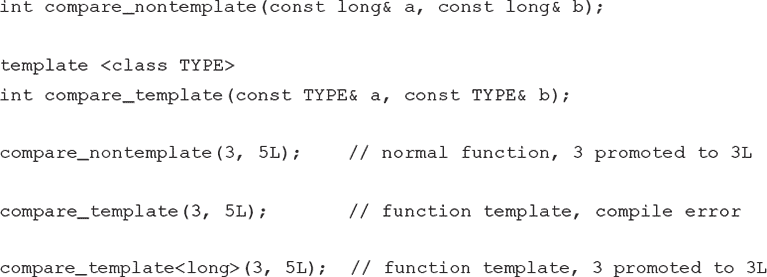 int compare_nontemplate(const long& a, const long& b);
template <class TYPE>
int compare_template(const TYPE& a, const TYPE& b);
compare_nontemplate(3, 5L);    // normal function, 3 promoted to 3L
compare_template(3, 5L);       // function template, compile error
compare_template<long>(3, 5L);  // function template, 3 promoted to 3L